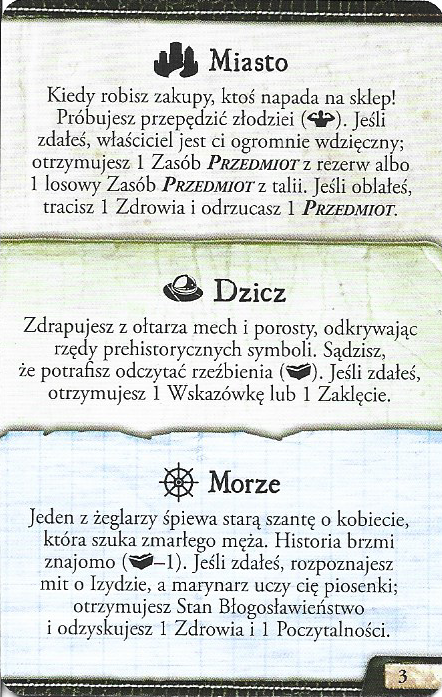 Miasto
Kiedy robisz zakupy, ktoś napada na sklep!
Próbujesz przepędzić złodziei (). Jeśli
zdałeś, właściciel jest ci ogromnie wdzięczny;
otrzymujesz 1 Zasób PRZEDMIOT z rezerw albo
1 losowy Zasób PRZEDMIOT z talii. Jeśli oblałeś,
tracisz 1 Zdrowia i odrzucasz 1 PRZEDMIOT.
Dzicz
Zdrapujesz z ołtarza mech i porosty, odkrywając
rzędy prehistorycznych symboli. Sądzisz,
że potrafisz odczytać rzeźbienia (). Jeśli zdałeś,
otrzymujesz 1 Wskazówkę lub 1 Zaklęcie.
Morze
Jeden z żeglarzy śpiewa starą szantę o kobiecie,
która szuka zmarłego męża. Historia brzmi
znajomo (–1). Jeśli zdałeś, rozpoznajesz
mit o Izydzie, a marynarz uczy cię piosenki;
otrzymujesz Stan Błogosławieństwo
i odzyskujesz 1 Zdrowia i 1 Poczytalności.
3